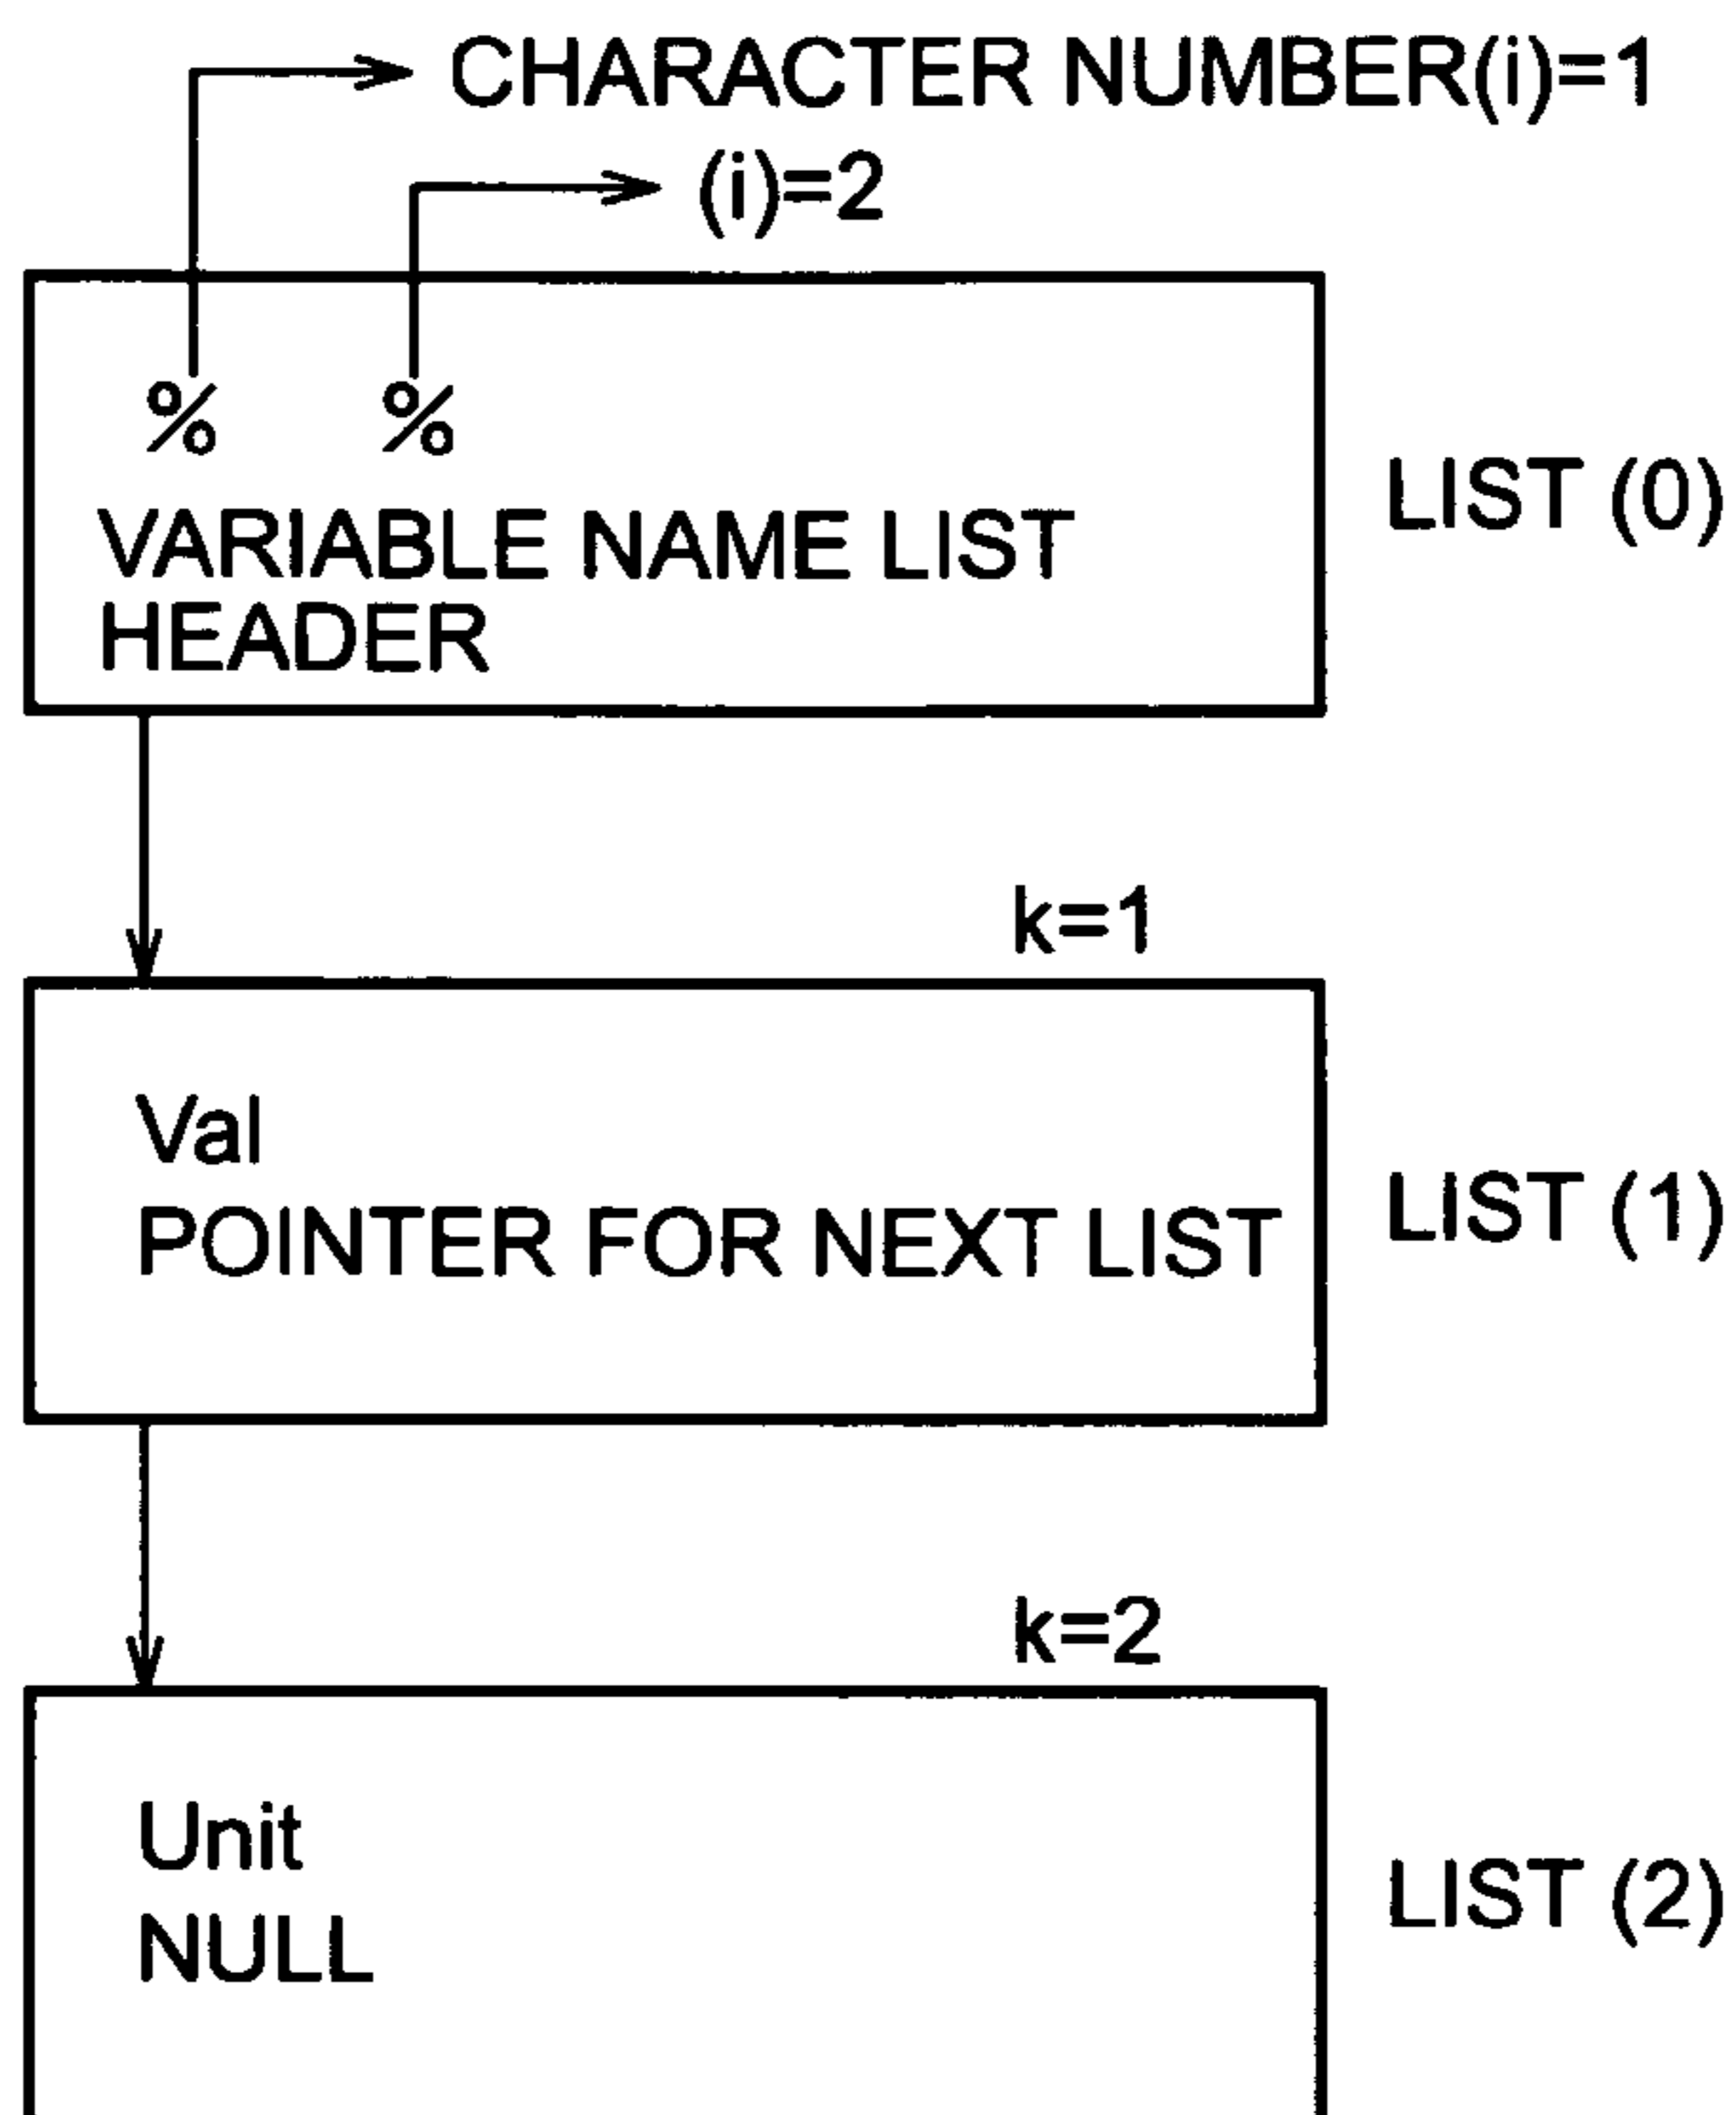 CHARACTER NUMBER(i)=1
(i)=2
% %
VARIABLE NAME LIST
HEADER
LIST (0)
k=1
Val
POINTER FOR NEXT LIST
LIST (1)
k=2
Unit
NULL
LIST (2)